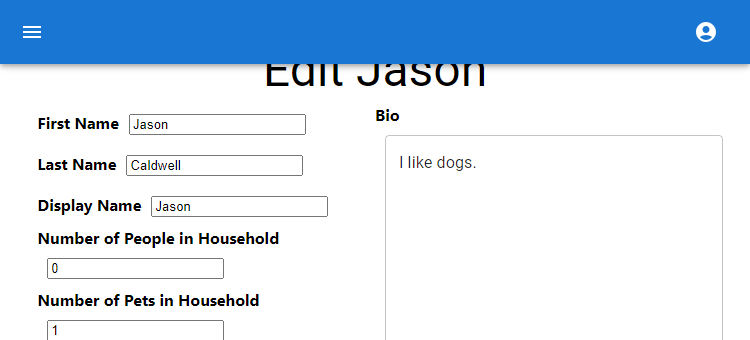 Edit Jason
First Name Jason
Last Name Caldwell
Display Name Jason
Number of People in Household
0
Number of Pets in Household
1
Bio
I like dogs.